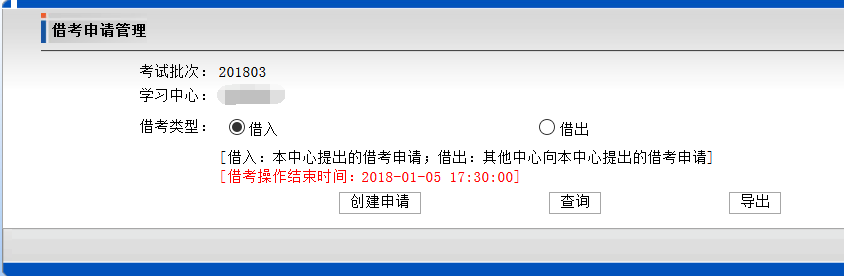 借考申请管理
考试批次： 201803
学习中心：
借考类型： 借入 借出
[借入：本中心提出的借考申请；借出：其他中心向本中心提出的借考申请]
[借考操作结束时间：2018-01-05 17:30:00]
创建申请 查询 导出